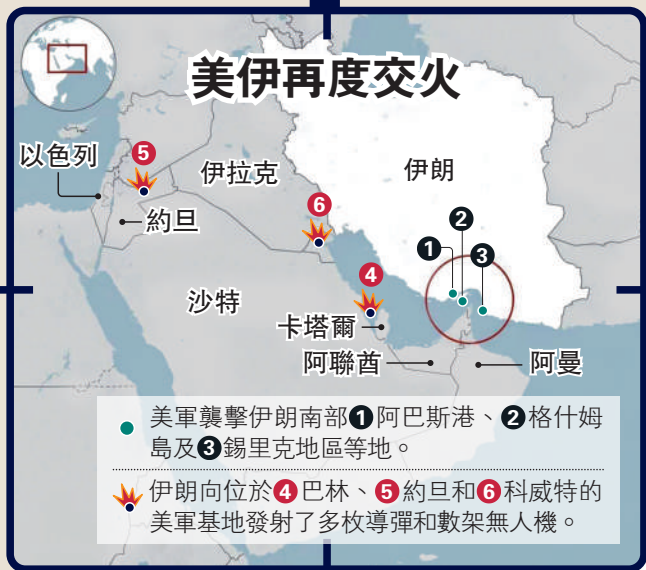 美伊再度交火
以色列
5
伊拉克
伊朗
約旦
6
2
1
3
沙特
4
卡塔爾
阿聯酋
阿曼
美軍襲擊伊朗南部1阿巴斯港、2格什姆
島及3錫里克地區等地。
伊朗向位於4巴林、5約旦和6科威特的
美軍基地發射了多枚導彈和數架無人機。